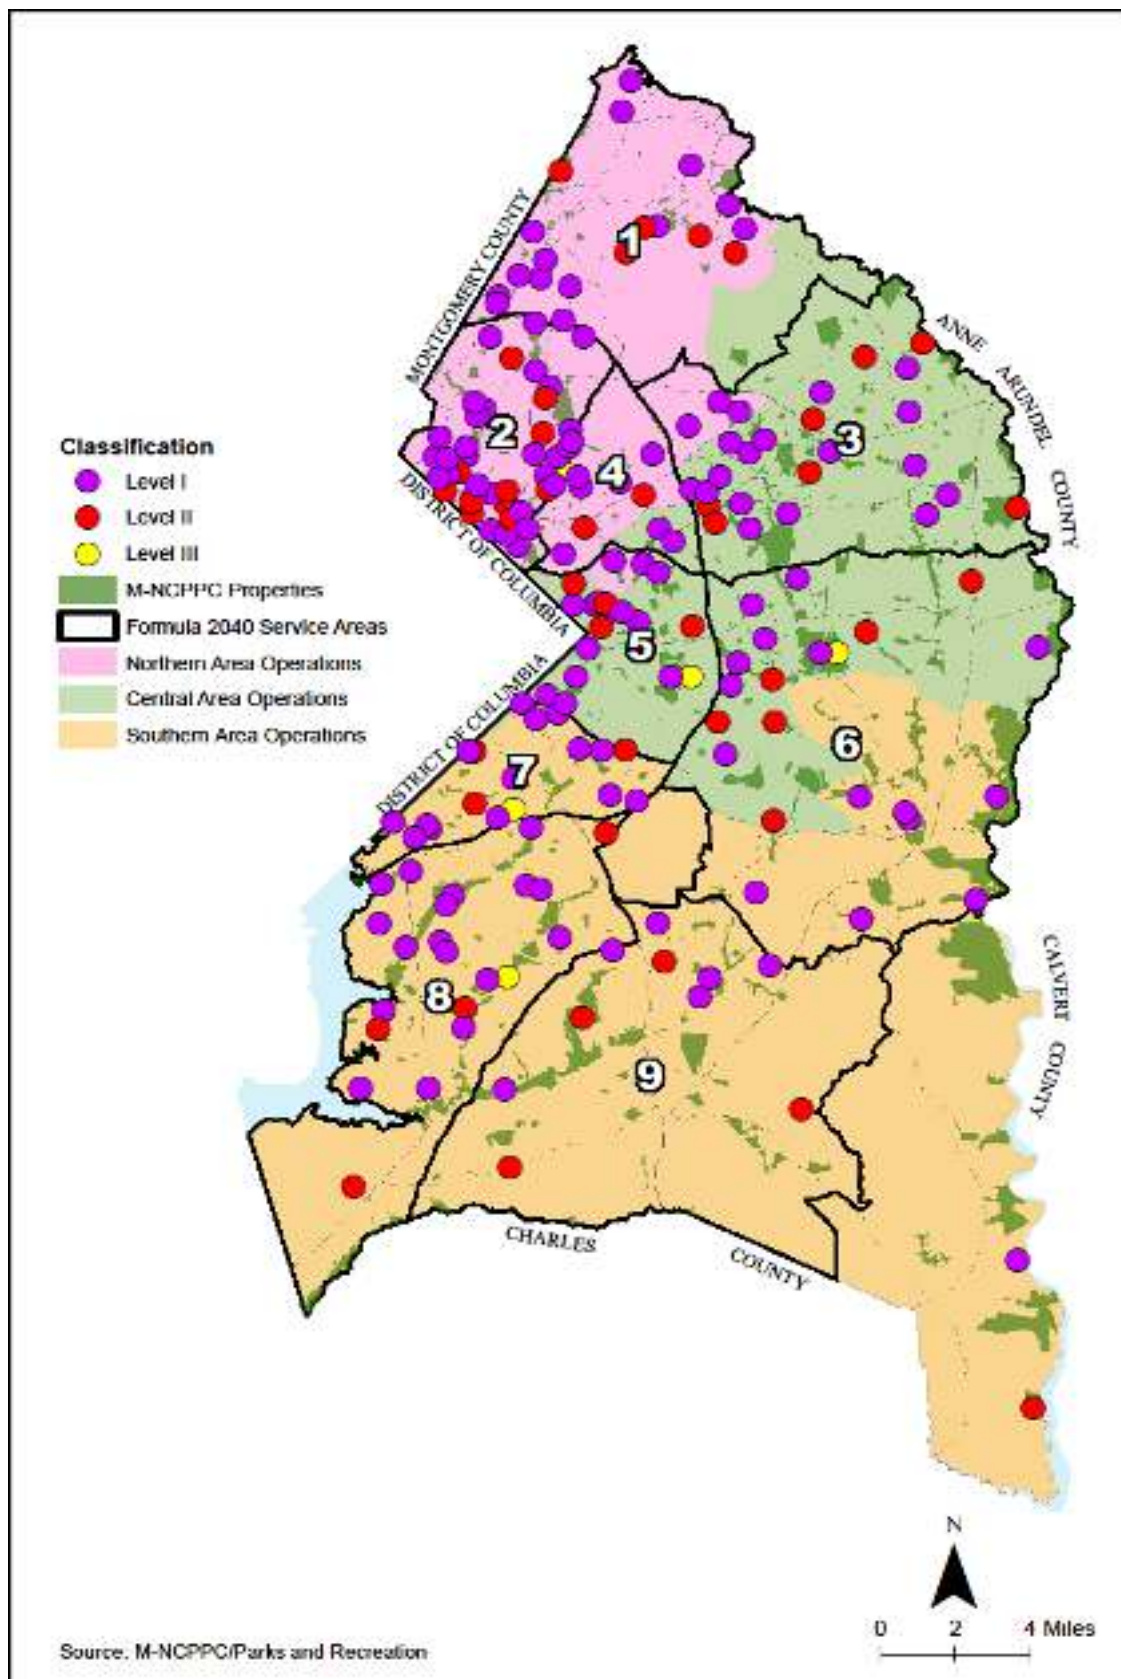 MONTGOMERY COUNTY
1
ANNE ARUNDEL COUNTY
2
3
4
Classification
Level I
Level II
Level III
M-NCPPC Properties
Formula 2040 Service Areas
Northern Area Operations
Central Area Operations
Southern Area Operations
DISTRICT OF COLUMBIA
5
DISTRICT OF COLUMBIA
6
7
8
9
CALVERT COUNTY
CHARLES COUNTY
N
0 2 4 Miles
Source: M-NCPPC/Parks and Recreation